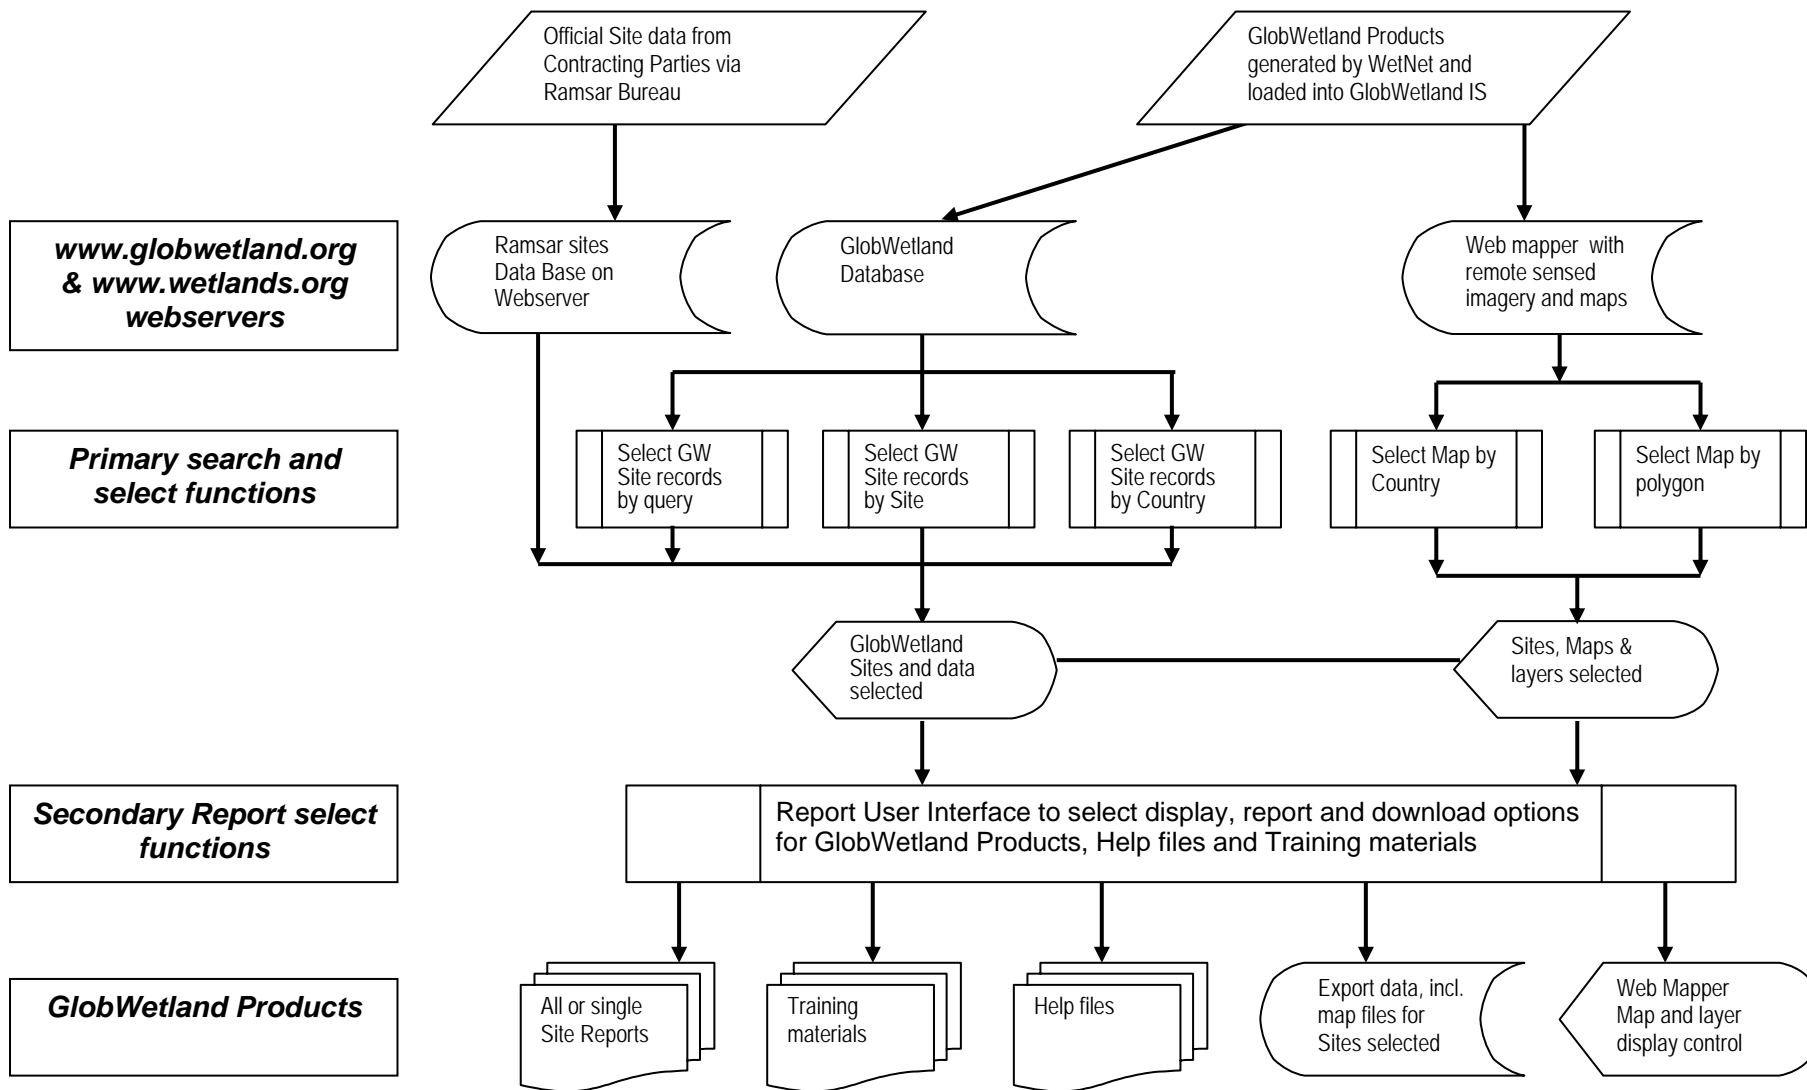 Official Site data from
Contracting Parties via
Ramsar Bureau
GlobWetland Products
generated by WetNet and
loaded into GlobWetland IS
www.globwetland.org
& www.wetlands.org
webservers
Ramsar sites
Data Base on
Webserver
GlobWetland
Database
Web mapper with
remote sensed
imagery and maps
Primary search and
select functions
Select GW
Site records
by query
Select GW
Site records
by Site
Select GW
Site records
by Country
Select Map by
Country
Select Map by
polygon
GlobWetland
Sites and data
selected
Sites, Maps &
layers selected
Secondary Report select
functions
Report User Interface to select display, report and download options
for GlobWetland Products, Help files and Training materials
GlobWetland Products
All or single
Site Reports
Training
materials
Help files
Export data, incl.
map files for
Sites selected
Web Mapper
Map and layer
display control